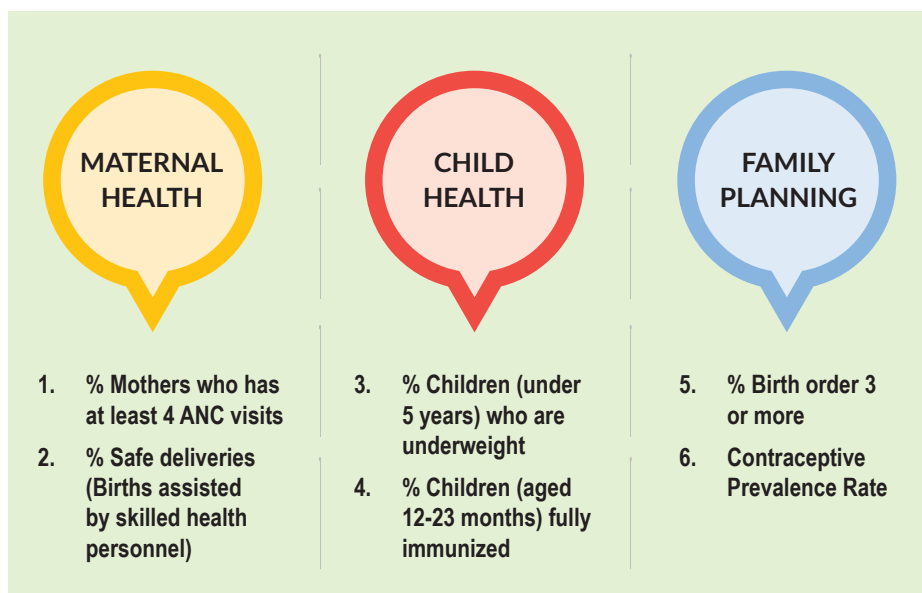 MATERNAL
HEALTH
1. % Mothers who has
at least 4 ANC visits
2. % Safe deliveries
(Births assisted
by skilled health
personnel)
CHILD
HEALTH
3. % Children (under
5 years) who are
underweight
4. % Children (aged
12-23 months) fully
immunized
FAMILY
PLANNING
5. % Birth order 3
or more
6. Contraceptive
Prevalence Rate